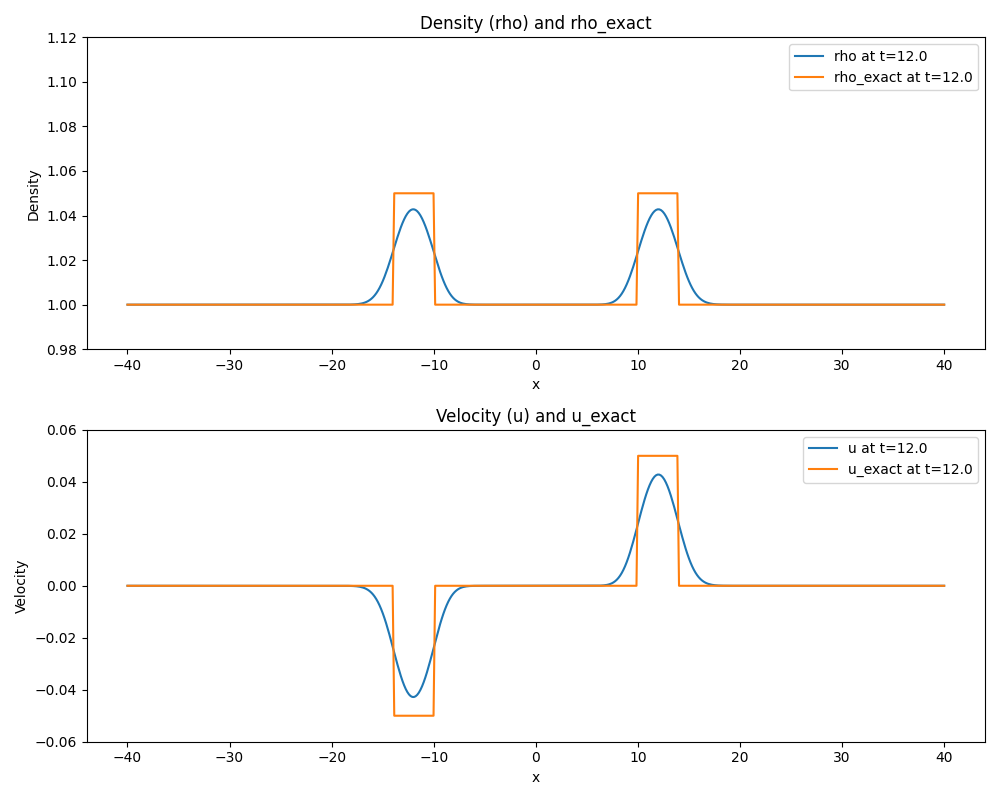 Density (rho) and rho_exact
1.12
1.10
1.08
1.06
1.04
1.02
1.00
0.98
Density
rho at t=12.0
rho_exact at t=12.0
−40 −30 −20 −10 0 10 20 30 40
x
Velocity (u) and u_exact
0.06
0.04
0.02
0.00
−0.02
−0.04
−0.06
Velocity
u at t=12.0
u_exact at t=12.0
−40 −30 −20 −10 0 10 20 30 40
x